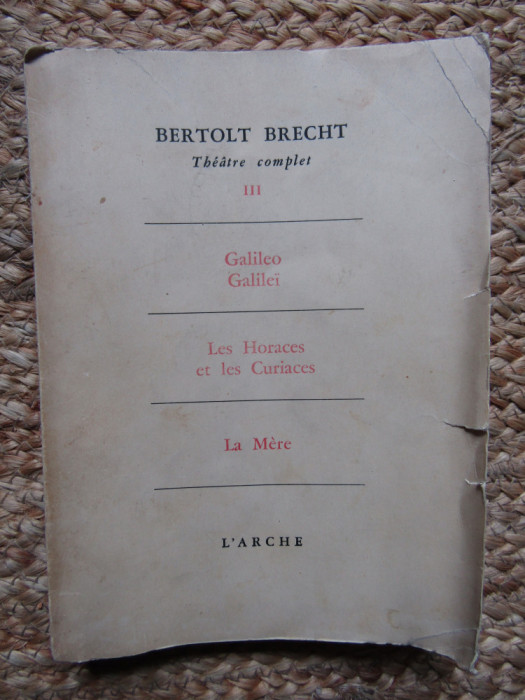 BERTOLT BRECHT
Théâtre complet
III
Galileo
Galileï
Les Horaces
et les Curiaces
La Mère
L'ARCHE